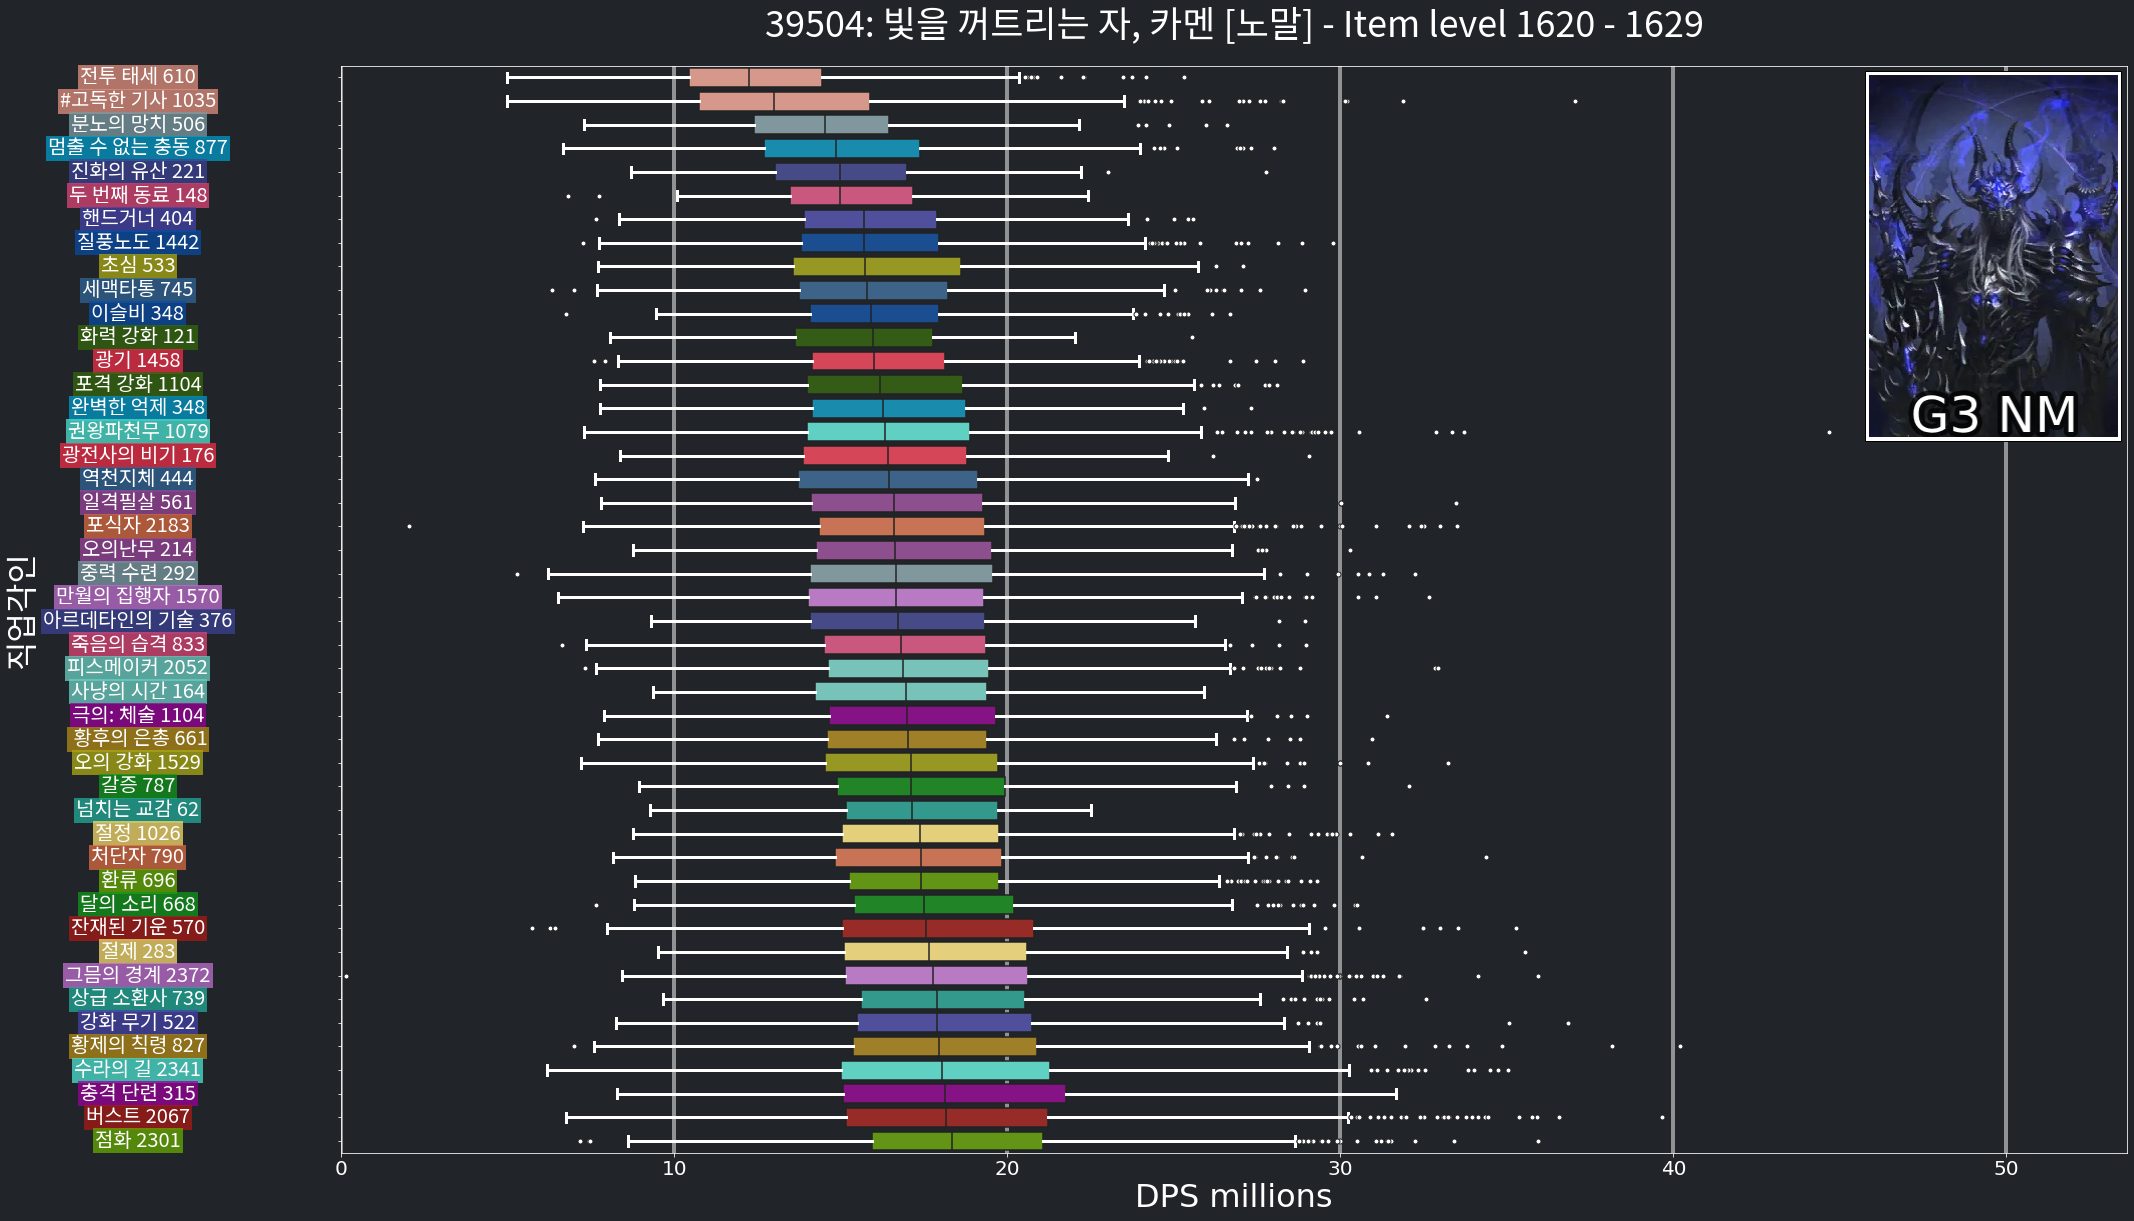 39504: 빛을 꺼트리는 자, 카멘 [노말] - Item level 1620 - 1629
전투 태세 610
#고독한 기사 1035
분노의 망치 506
멈출 수 없는 충동 877
진화의 유산 221
두 번째 동료 148
핸드거너 404
질풍노도 1442
초심 533
세맥타통 745
이슬비 348
화력 강화 121
광기 1458
포격 강화 1104
완벽한 억제 348
권왕파천무 1079
광전사의 비기 176
역천지체 444
일격필살 561
포식자 2183
오의난무 214
중력 수련 292
만월의 집행자 1570
아르데타인의 기술 376
죽음의 습격 833
피스메이커 2052
사냥의 시간 164
극의: 체술 1104
황후의 은총 661
오의 강화 1529
갈증 787
넘치는 교감 62
절정 1026
처단자 790
환류 696
달의 소리 668
잔재된 기운 570
절제 283
그믐의 경계 2372
상급 소환사 739
강화 무기 522
황제의 칙령 827
수라의 길 2341
충격 단련 315
버스트 2067
점화 2301
직업각인
G3 NM
0 10 20 30 40 50
DPS millions